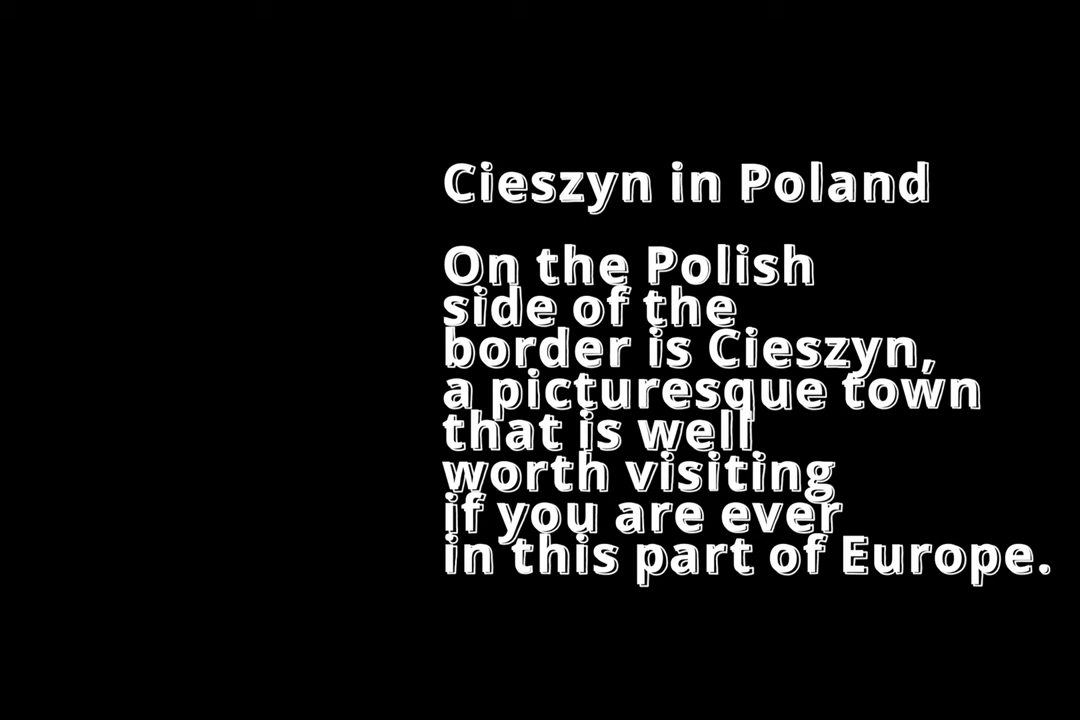 Cieszyn in Poland
On the Polish
side of the
border is Cieszyn,
a picturesque town
that is well
worth visiting
if you are ever
in this part of Europe.